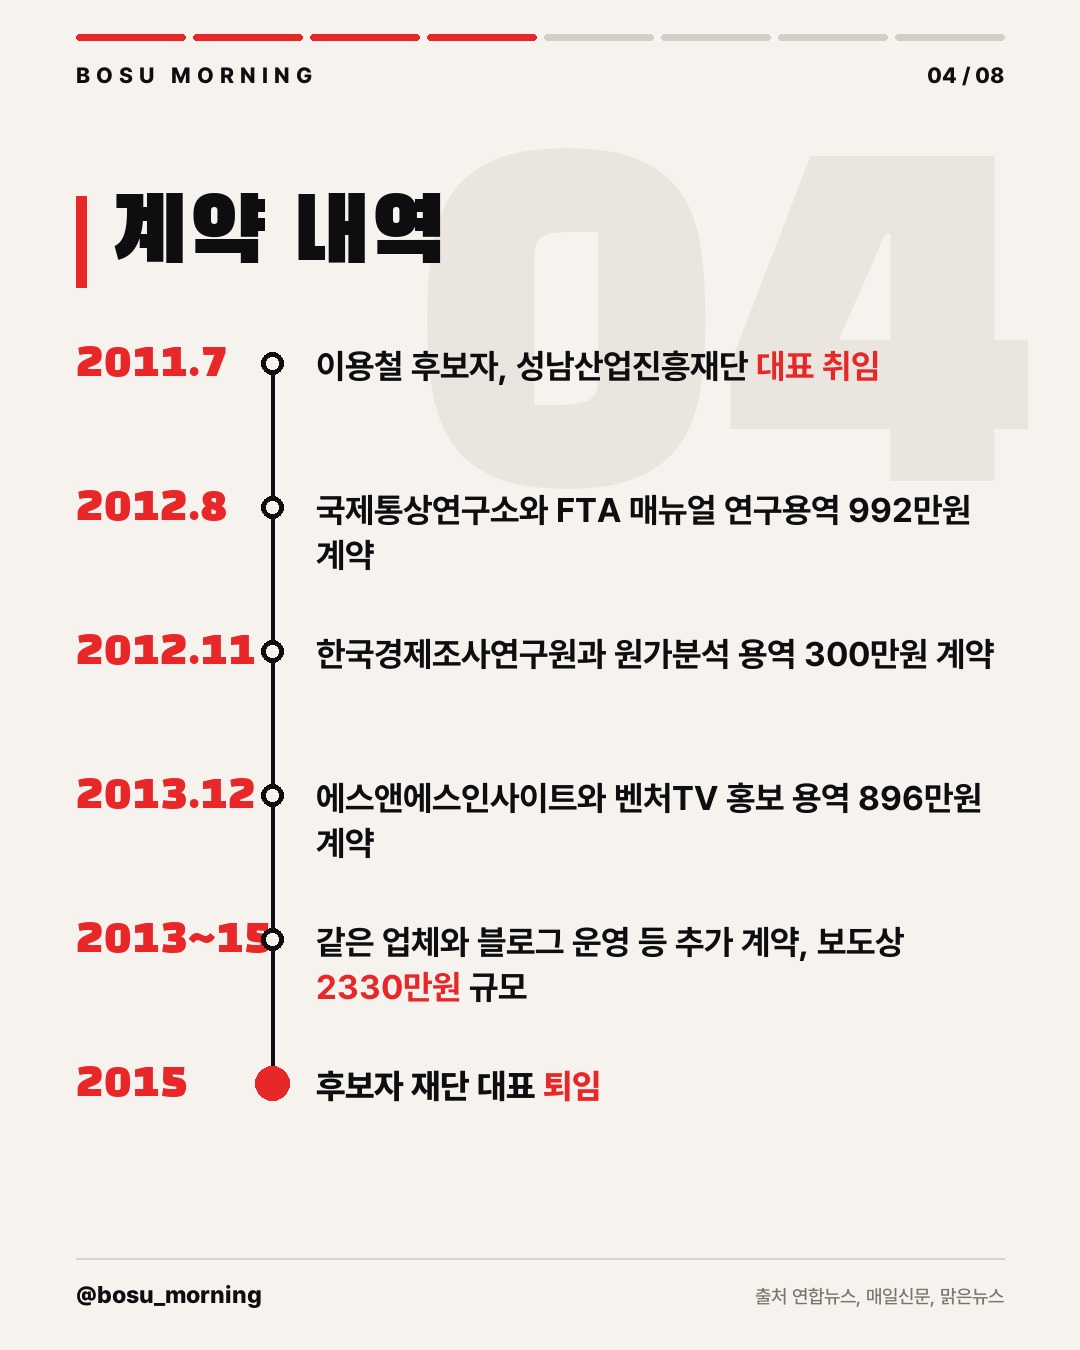 BOSU MORNING
04 / 08
04
계약 내역
2011.7
이용철 후보자, 성남산업진흥재단 대표 취임
2012.8
국제통상연구소와 FTA 매뉴얼 연구용역 992만원
계약
2012.11
한국경제조사연구원과 원가분석 용역 300만원 계약
2013.12
에스앤에스인사이트와 벤처TV 홍보 용역 896만원
계약
2013~15
같은 업체와 블로그 운영 등 추가 계약, 보도상
2330만원 규모
2015
후보자 재단 대표 퇴임
@bosu_morning
출처 연합뉴스, 매일신문, 맑은뉴스